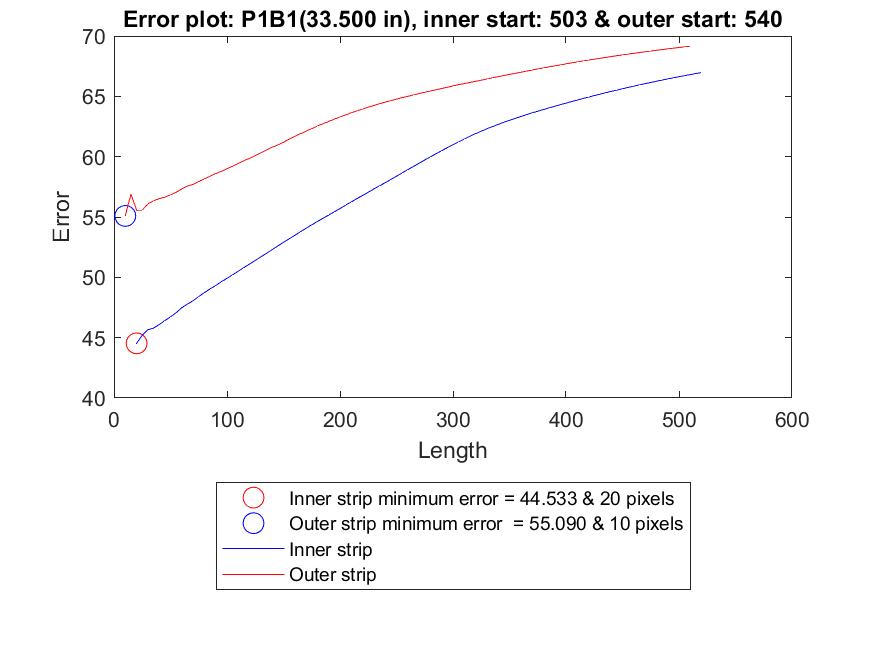 Error plot: P1B1(33.500 in), inner start: 503 & outer start: 540
70
65
60
55
50
45
40
Error
0 100 200 300 400 500 600
Length
Inner strip minimum error = 44.533 & 20 pixels
Outer strip minimum error  = 55.090 & 10 pixels
Inner strip
Outer strip